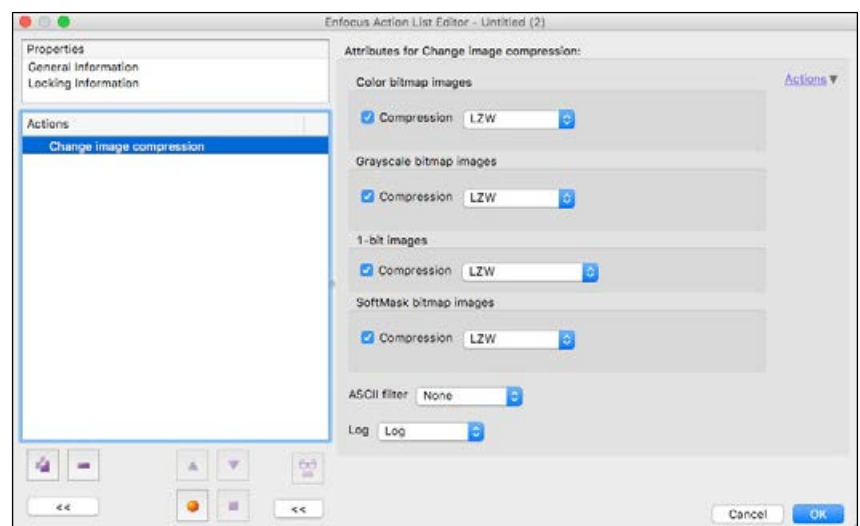 Enfocus Action List Editor - Untitled (2)
Properties
General Information
Locking Information
Actions
Change image compression
<<
<<
Attributes for Change image compression:
Actions▼
Color bitmap images
Compression LZW
Grayscale bitmap images
Compression LZW
1-bit images
Compression LZW
SoftMask bitmap images
Compression LZW
ASCII filter None
Log Log
Cancel OK